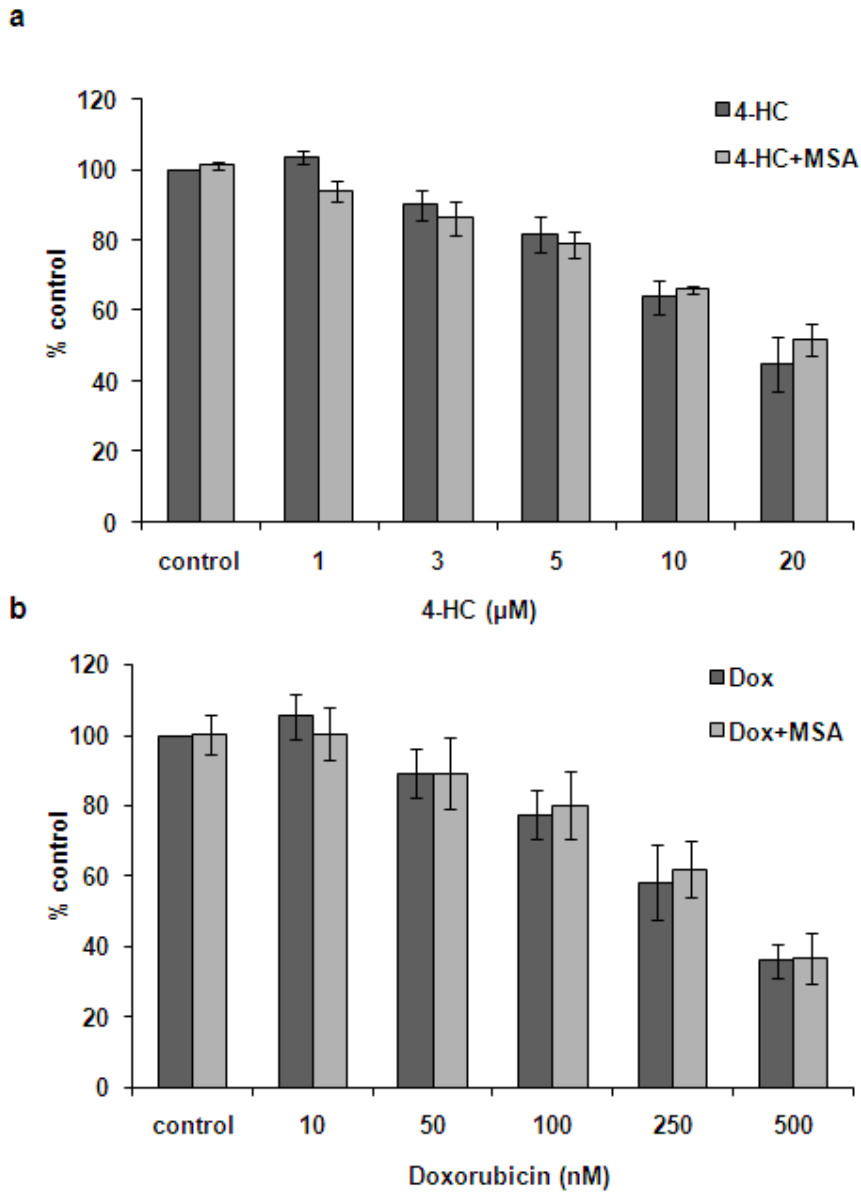 a
120
100
80
60
40
20
0
% control
4-HC
4-HC+MSA
control 1 3 5 10 20
4-HC (µM)
b
120
100
80
60
40
20
0
% control
Dox
Dox+MSA
control 10 50 100 250 500
Doxorubicin (nM)